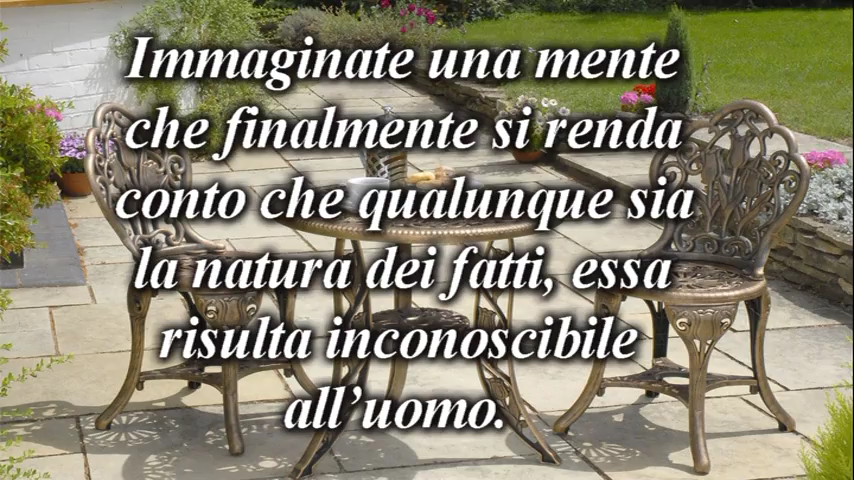 Immaginate una mente
che finalmente si renda
conto che qualunque sia
la natura dei fatti, essa
risulta inconoscibile
all’uomo.